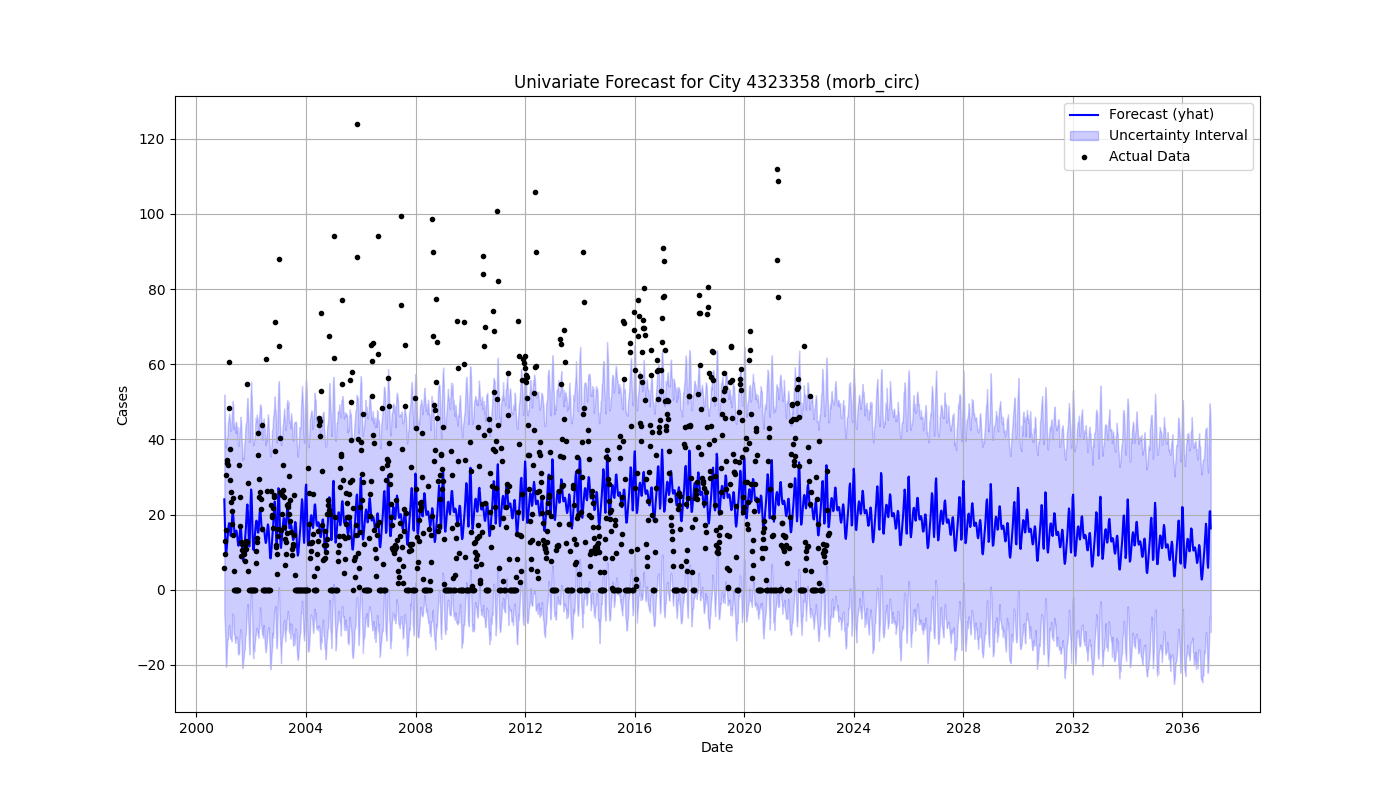 Univariate Forecast for City 4323358 (morb_circ)
Forecast (yhat)
Uncertainty Interval
Actual Data
Cases
120
100
80
60
40
20
0
−20
2000 2004 2008 2012 2016 2020 2024 2028 2032 2036
Date